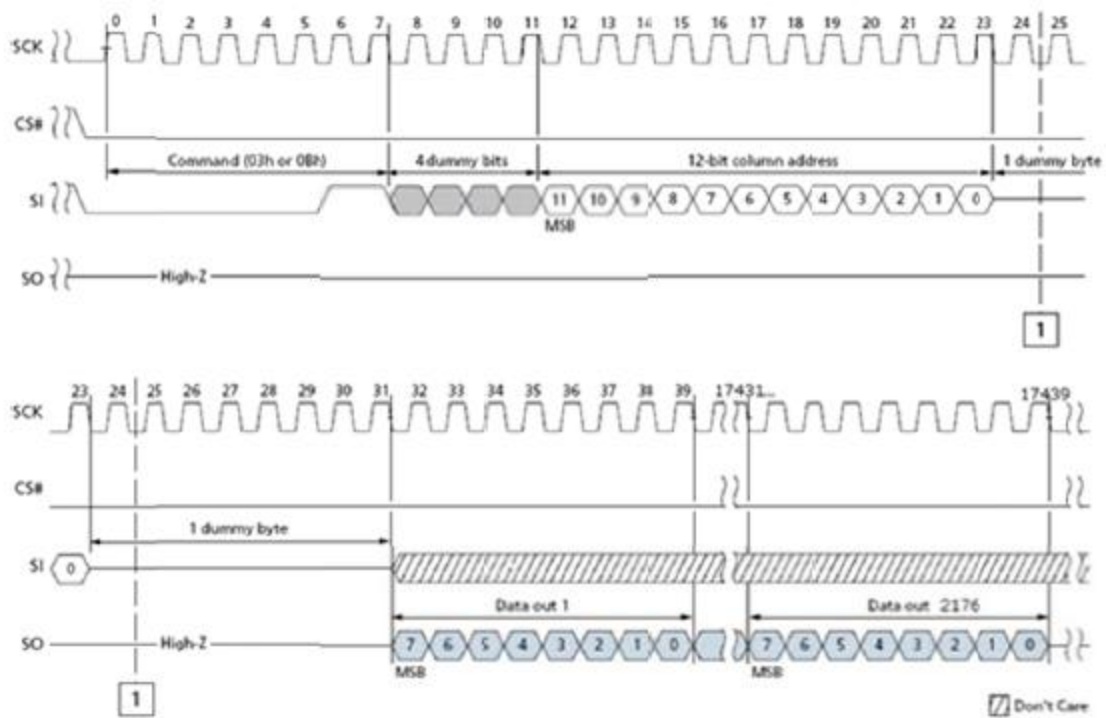 0 1 2 3 4 5 6 7 8 9 10 11 12 13 14 15 16 17 18 19 20 21 22 23 24 25
SCK
CS#
Command (03h or 0Bh) 4 dummy bits 12-bit column address 1 dummy byte
SI 11 10 9 8 7 6 5 4 3 2 1 0
MSB
SO High-Z
1
23 24 25 26 27 28 29 30 31 32 33 34 35 36 37 38 39 17431... 17439
SCK
CS#
1 dummy byte
SI 0
Data out 1 Data out 2176
SO High-Z 7 6 5 4 3 2 1 0 7 6 5 4 3 2 1 0
MSB MSB
1
Don't Care